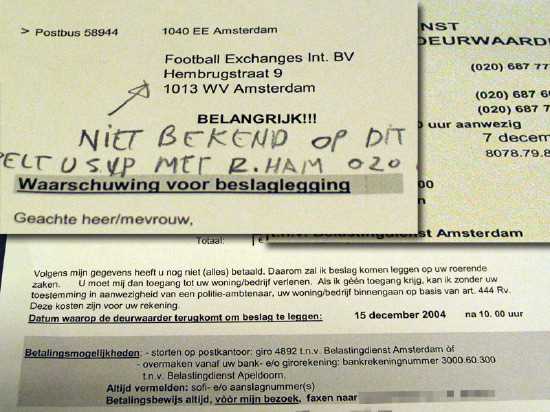 > Postbus 58944 1040 EE Amsterdam
Football Exchanges Int. BV
Hembrugstraat 9
1013 WV Amsterdam
BELANGRIJK!!!
NIET BEKEND OP DIT
ELT U SVP MET R. HAM 020
Waarschuwing voor beslaglegging
Geachte heer/mevrouw,
NST
DEURWAARD
(020) 687 77
(020) 687 6
(020) 687
0 uur aanwezig
7 decem
8078.79.8
00
00
t.n.v. Belastingdienst Amsterdam
Totaal: €
Volgens mijn gegevens heeft u nog niet (alles) betaald. Daarom zal ik beslag komen leggen op uw roerende
zaken. U moet mij dan toegang tot uw woning/bedrijf verlenen. Als ik géén toegang krijg, kan ik zonder uw
toestemming in aanwezigheid van een politie-ambtenaar, uw woning/bedrijf binnengaan op basis van art. 444 Rv.
Deze kosten zijn voor uw rekening.
Datum waarop de deurwaarder terugkomt om beslag te leggen: 15 december 2004 na 10.00 uur
Betalingsmogelijkheden: - storten op postkantoor: giro 4892 t.n.v. Belastingdienst Amsterdam óf
- overmaken vanaf uw bank- e/o girorekening: bankrekeningnummer 3000.60.300
t.n.v. Belastingdienst Apeldoorn.
Altijd vermelden: sofi- e/o aanslagnummer(s)
Betalingsbewijs altijd, vóór mijn bezoek, faxen naar